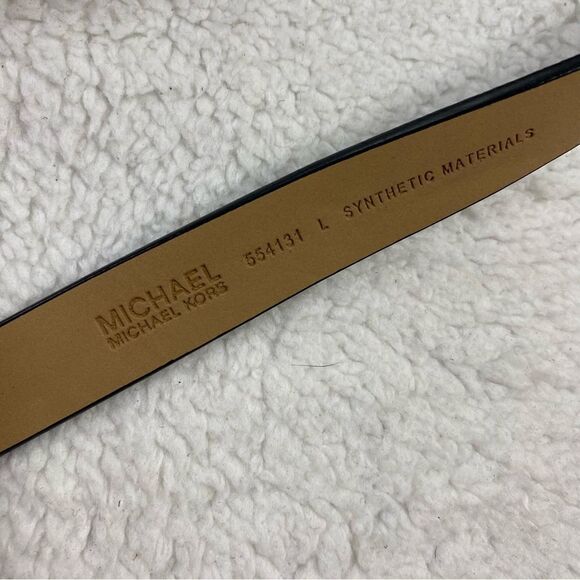 MICHAEL
MICHAEL KORS
554131 L SYNTHETIC MATERIALS